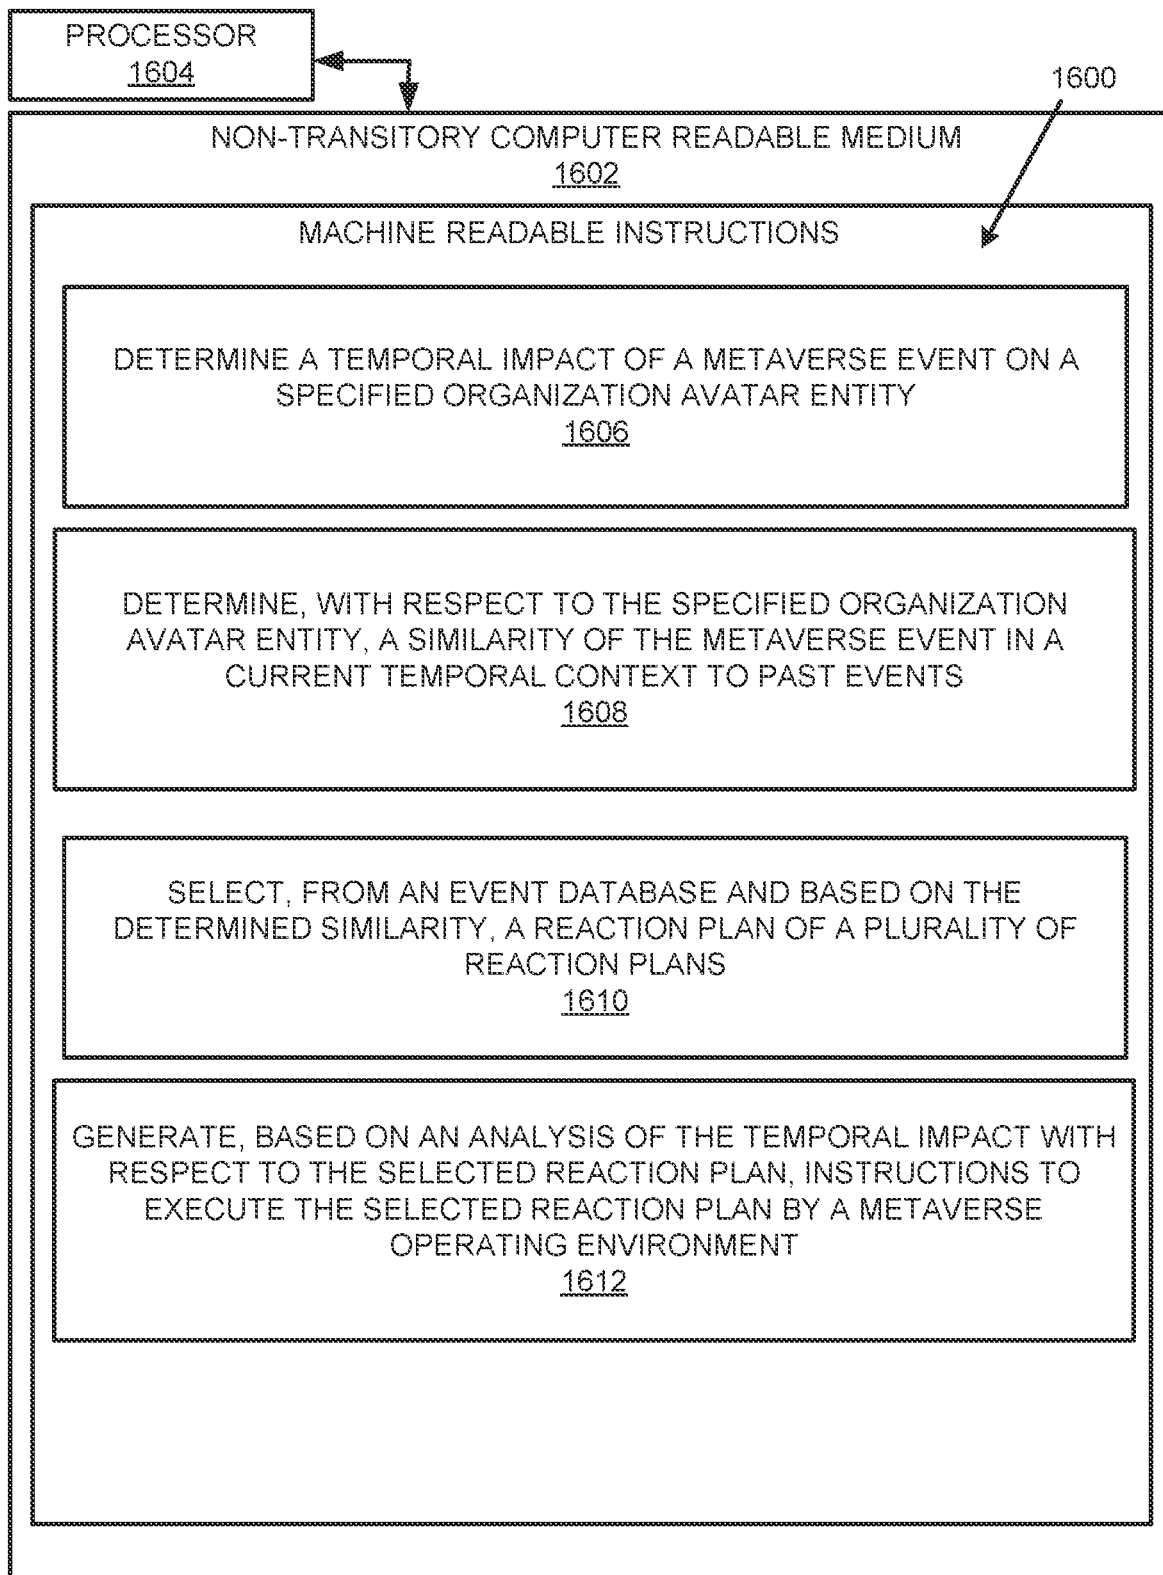 PROCESSOR
1604
1600
NON-TRANSITORY COMPUTER READABLE MEDIUM
1602
MACHINE READABLE INSTRUCTIONS
DETERMINE A TEMPORAL IMPACT OF A METAVERSE EVENT ON A
SPECIFIED ORGANIZATION AVATAR ENTITY
1606
DETERMINE, WITH RESPECT TO THE SPECIFIED ORGANIZATION
AVATAR ENTITY, A SIMILARITY OF THE METAVERSE EVENT IN A
CURRENT TEMPORAL CONTEXT TO PAST EVENTS
1608
SELECT, FROM AN EVENT DATABASE AND BASED ON THE
DETERMINED SIMILARITY, A REACTION PLAN OF A PLURALITY OF
REACTION PLANS
1610
GENERATE, BASED ON AN ANALYSIS OF THE TEMPORAL IMPACT WITH
RESPECT TO THE SELECTED REACTION PLAN, INSTRUCTIONS TO
EXECUTE THE SELECTED REACTION PLAN BY A METAVERSE
OPERATING ENVIRONMENT
1612